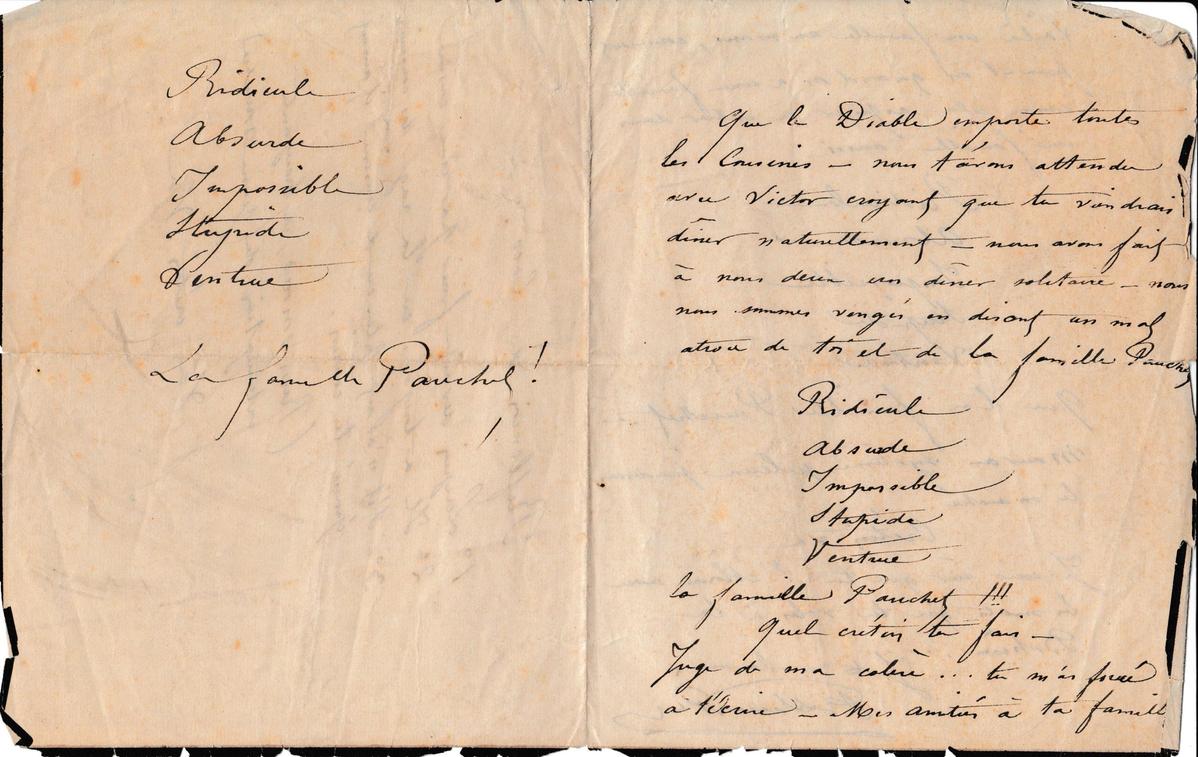 Ridicule
Absurde
Impossible
Stupide
Ventrue
La famille Pauchet !
Que le Diable emporte toutes
les Cousines – nous t'avons attendu
avec Victor croyant que tu viendrais
dîner naturellement – nous avons fait
à nous deux un dîner solitaire – nous
nous sommes vengés en disant un mal
atroce de toi et de la famille Pauchet
Ridicule
Absurde
Impossible
Stupide
Ventrue
la famille Pauchet !!!
Quel crétin tu fais –
Juge de ma colère ... tu m'as forcé
à t'écrire – Mes amitiés à ta famille